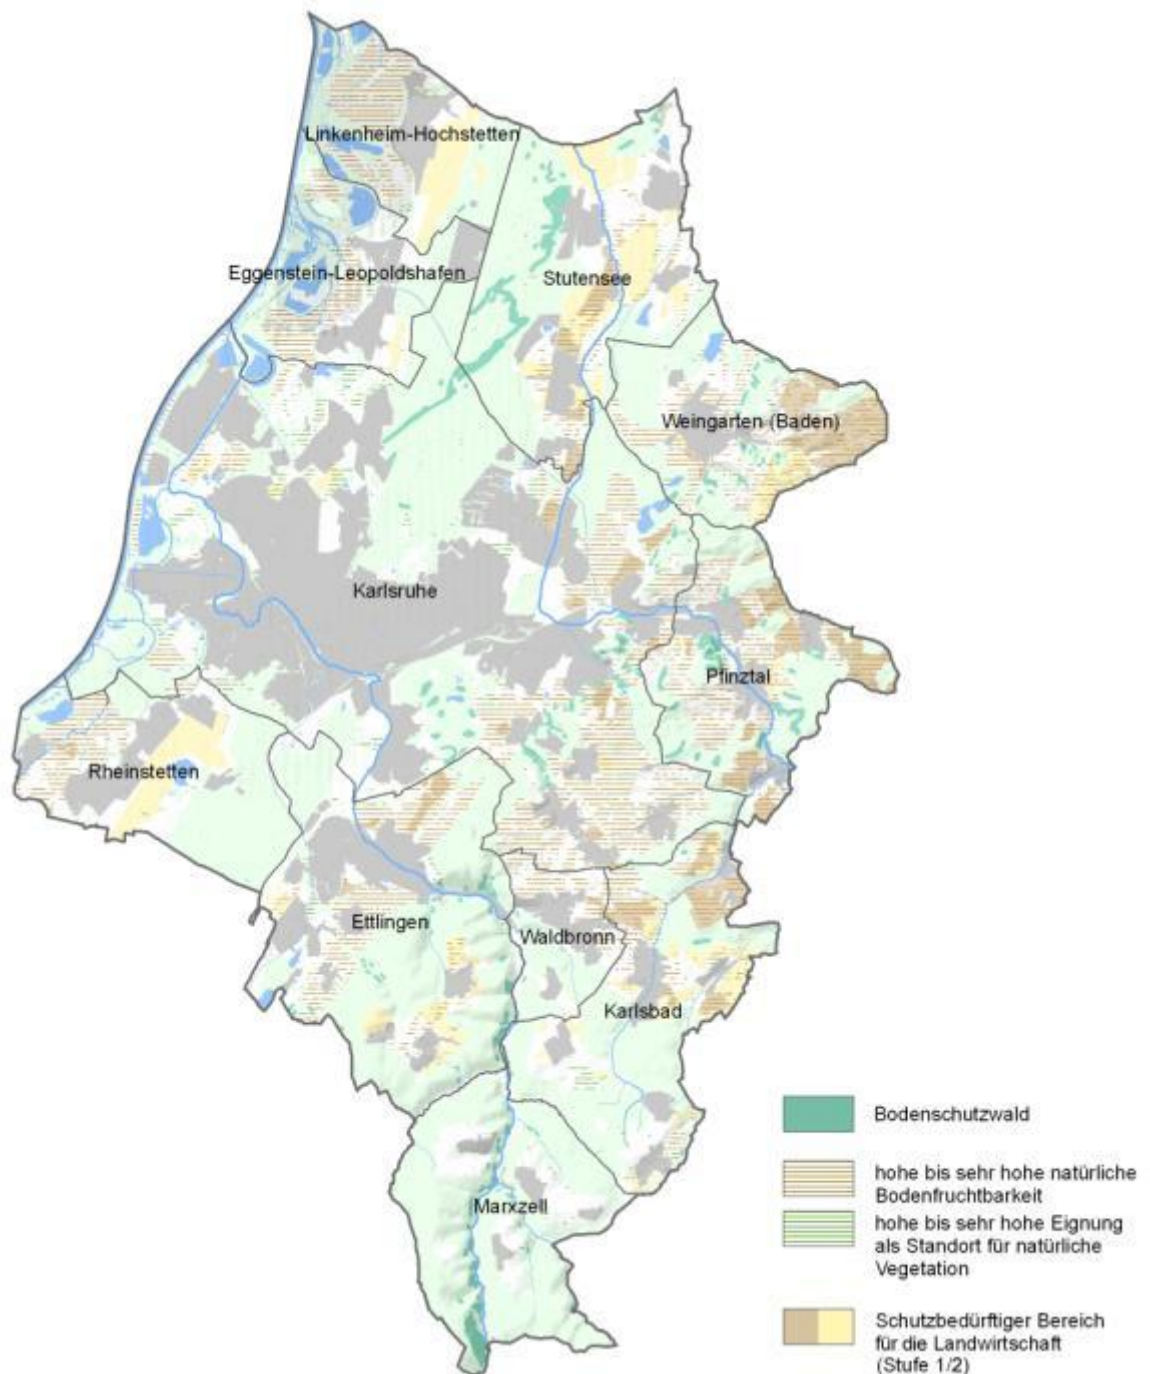 Linkenheim-Hochstetten
Eggenstein-Leopoldshafen
Stutensee
Weingarten (Baden)
Karlsruhe
Pfinztal
Rheinstetten
Ettlingen
Waldbronn
Karlsbad
Marxzell
Bodenschutzwald
hohe bis sehr hohe natürliche
Bodenfruchtbarkeit
hohe bis sehr hohe Eignung
als Standort für natürliche
Vegetation
Schutzbedürftiger Bereich
für die Landwirtschaft
(Stufe 1/2)